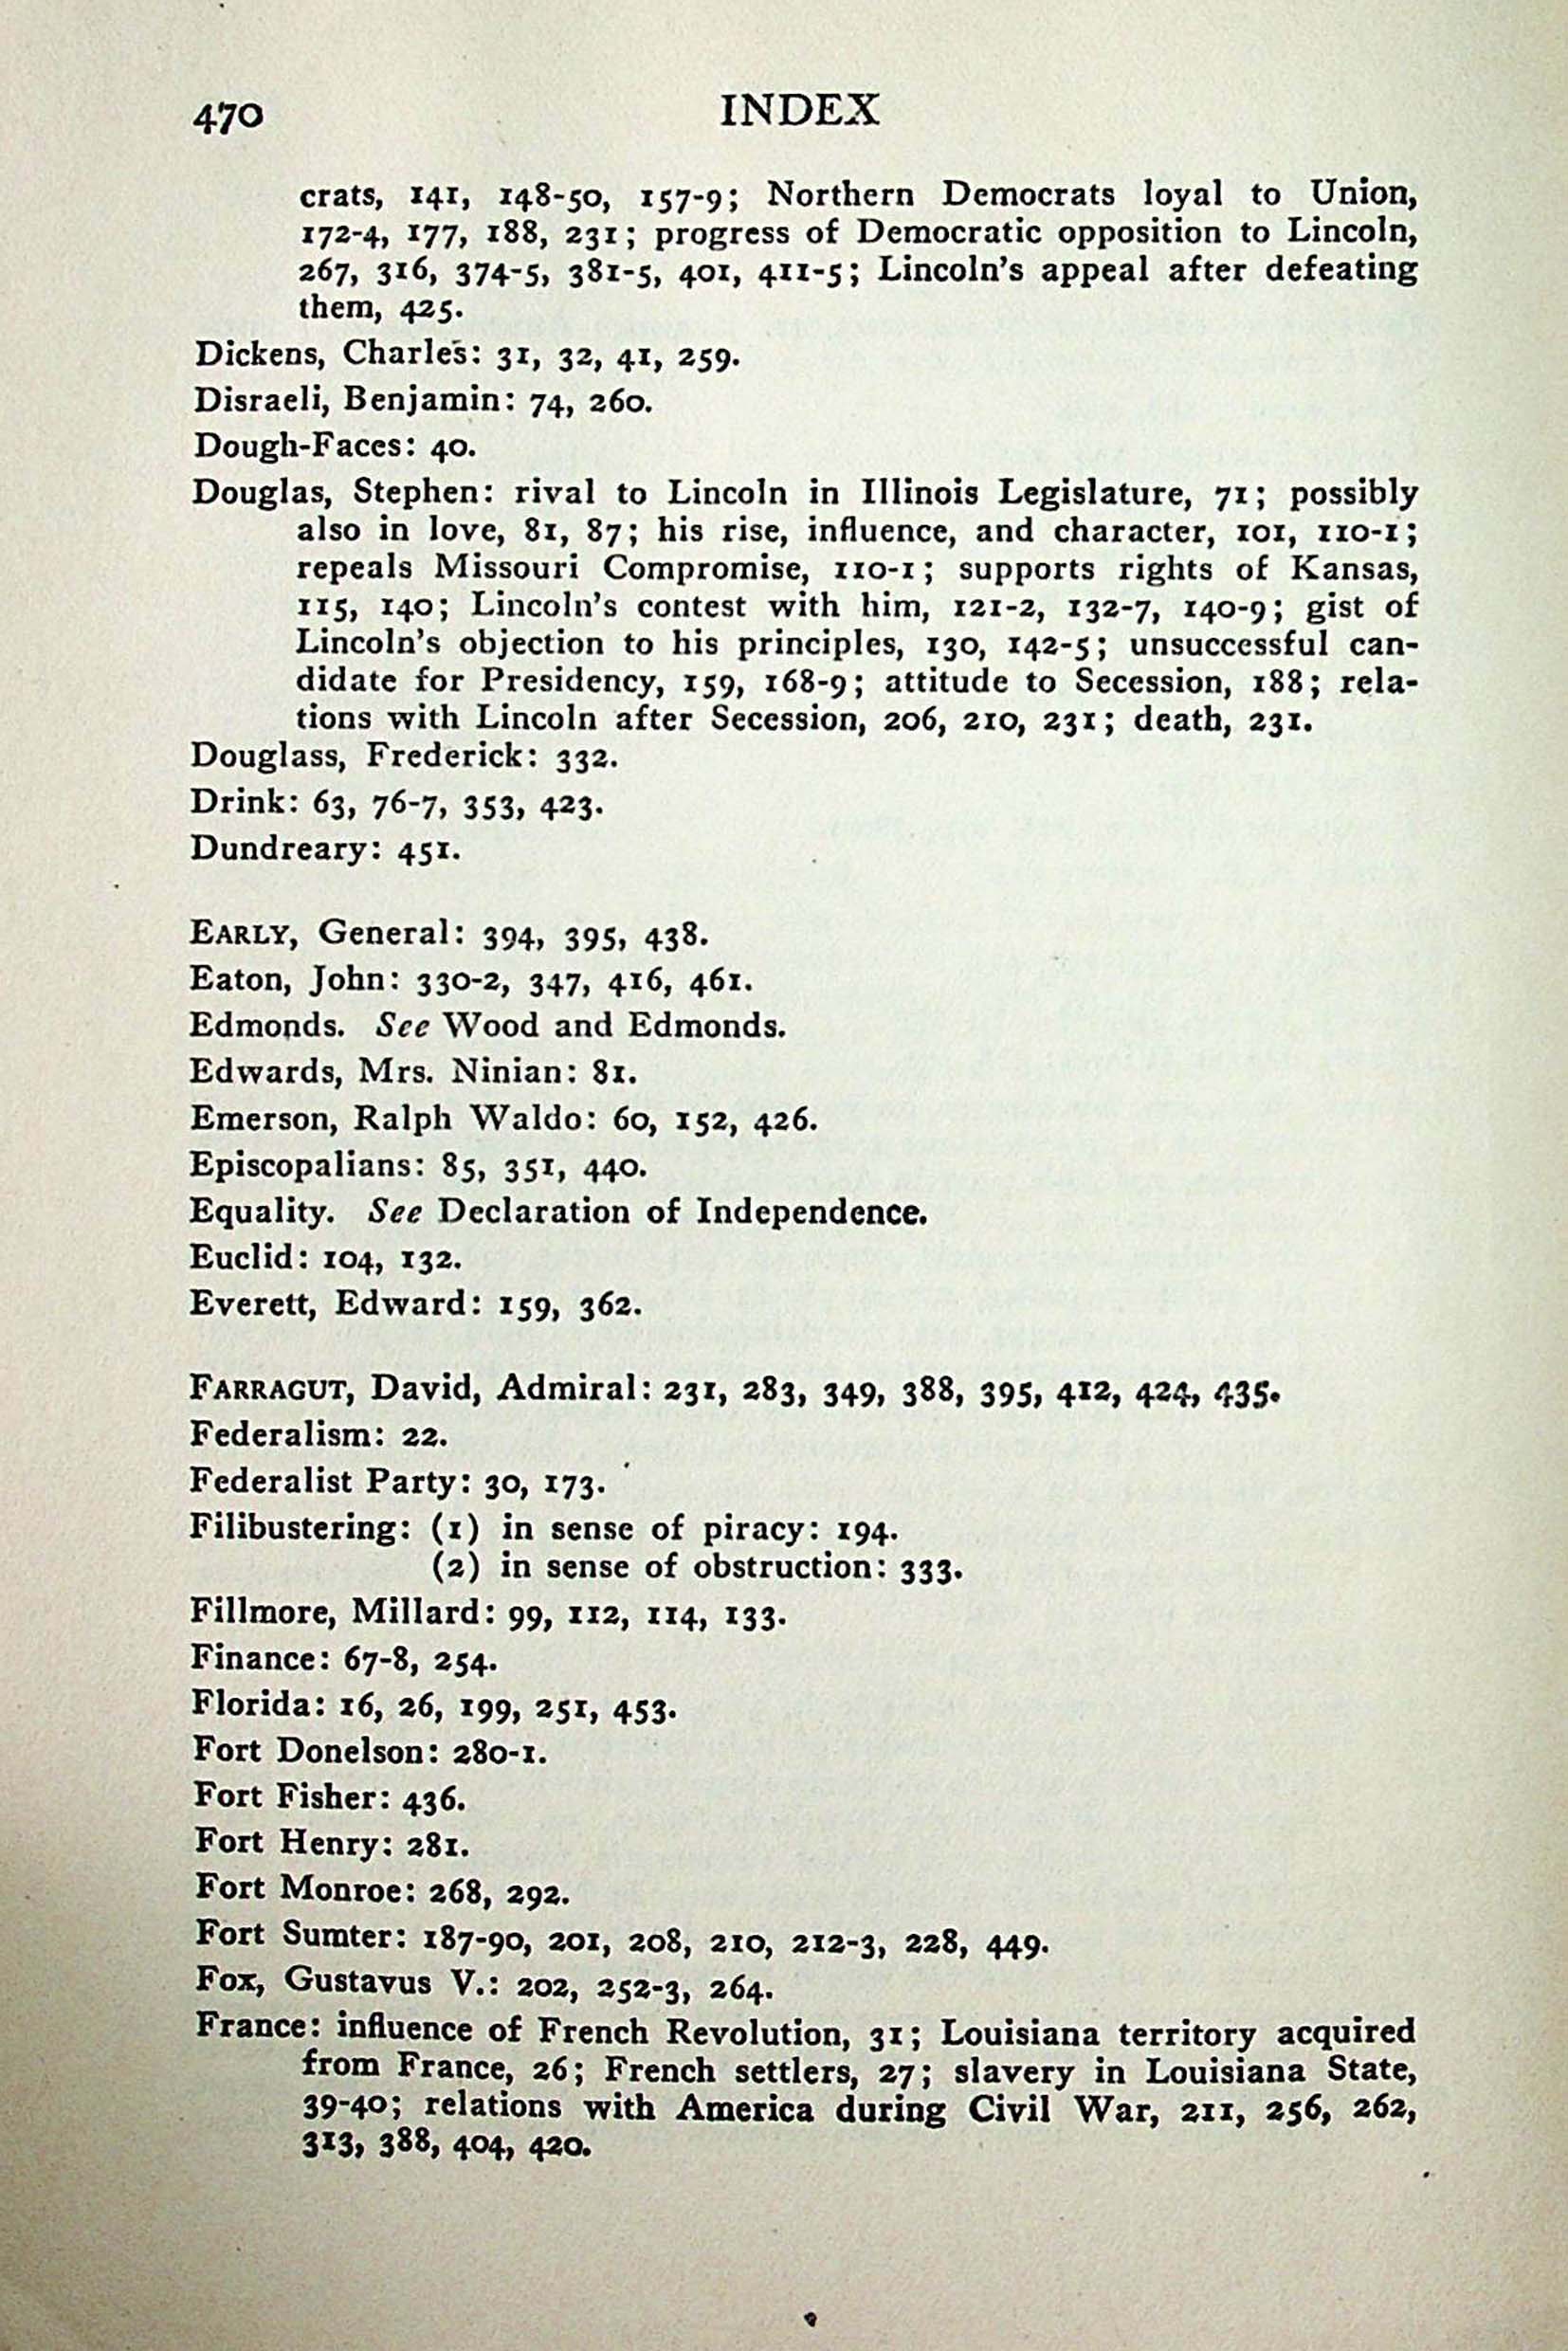 470 INDEX
crats, 141, 148-50, 157-9; Northern Democrats loyal to Union,
172-4, 177, 188, 231; progress of Democratic opposition to Lincoln,
267, 316, 374-5, 381-5, 401, 411-5; Lincoln's appeal after defeating
them, 425.
Dickens, Charles: 31, 32, 41, 259.
Disraeli, Benjamin: 74, 260.
Dough-Faces: 40.
Douglas, Stephen: rival to Lincoln in Illinois Legislature, 71; possibly
also in love, 81, 87; his rise, influence, and character, 101, 110-1;
repeals Missouri Compromise, 110-1; supports rights of Kansas,
115, 140; Lincoln's contest with him, 121-2, 132-7, 140-9; gist of
Lincoln's objection to his principles, 130, 142-5; unsuccessful can-
didate for Presidency, 159, 168-9; attitude to Secession, 188; rela-
tions with Lincoln after Secession, 206, 210, 231; death, 231.
Douglass, Frederick: 332.
Drink: 63, 76-7, 353, 423.
Dundreary: 451.
EARLY, General: 394, 395, 438.
Eaton, John: 330-2, 347, 416, 461.
Edmonds. See Wood and Edmonds.
Edwards, Mrs. Ninian: 81.
Emerson, Ralph Waldo: 60, 152, 426.
Episcopalians: 85, 351, 440.
Equality. See Declaration of Independence.
Euclid: 104, 132.
Everett, Edward: 159, 362.
FARRAGUT, David, Admiral: 231, 283, 349, 388, 395, 412, 424, 435.
Federalism: 22.
Federalist Party: 30, 173.
Filibustering: (1) in sense of piracy: 194.
(2) in sense of obstruction: 333.
Fillmore, Millard: 99, 112, 114, 133.
Finance: 67-8, 254.
Florida: 16, 26, 199, 251, 453.
Fort Donelson: 280-1.
Fort Fisher: 436.
Fort Henry: 281.
Fort Monroe: 268, 292.
Fort Sumter: 187-90, 201, 208, 210, 212-3, 228, 449.
Fox, Gustavus V.: 202, 252-3, 264.
France: influence of French Revolution, 31; Louisiana territory acquired
from France, 26; French settlers, 27; slavery in Louisiana State,
39-40; relations with America during Civil War, 211, 256, 262,
313, 388, 404, 420.